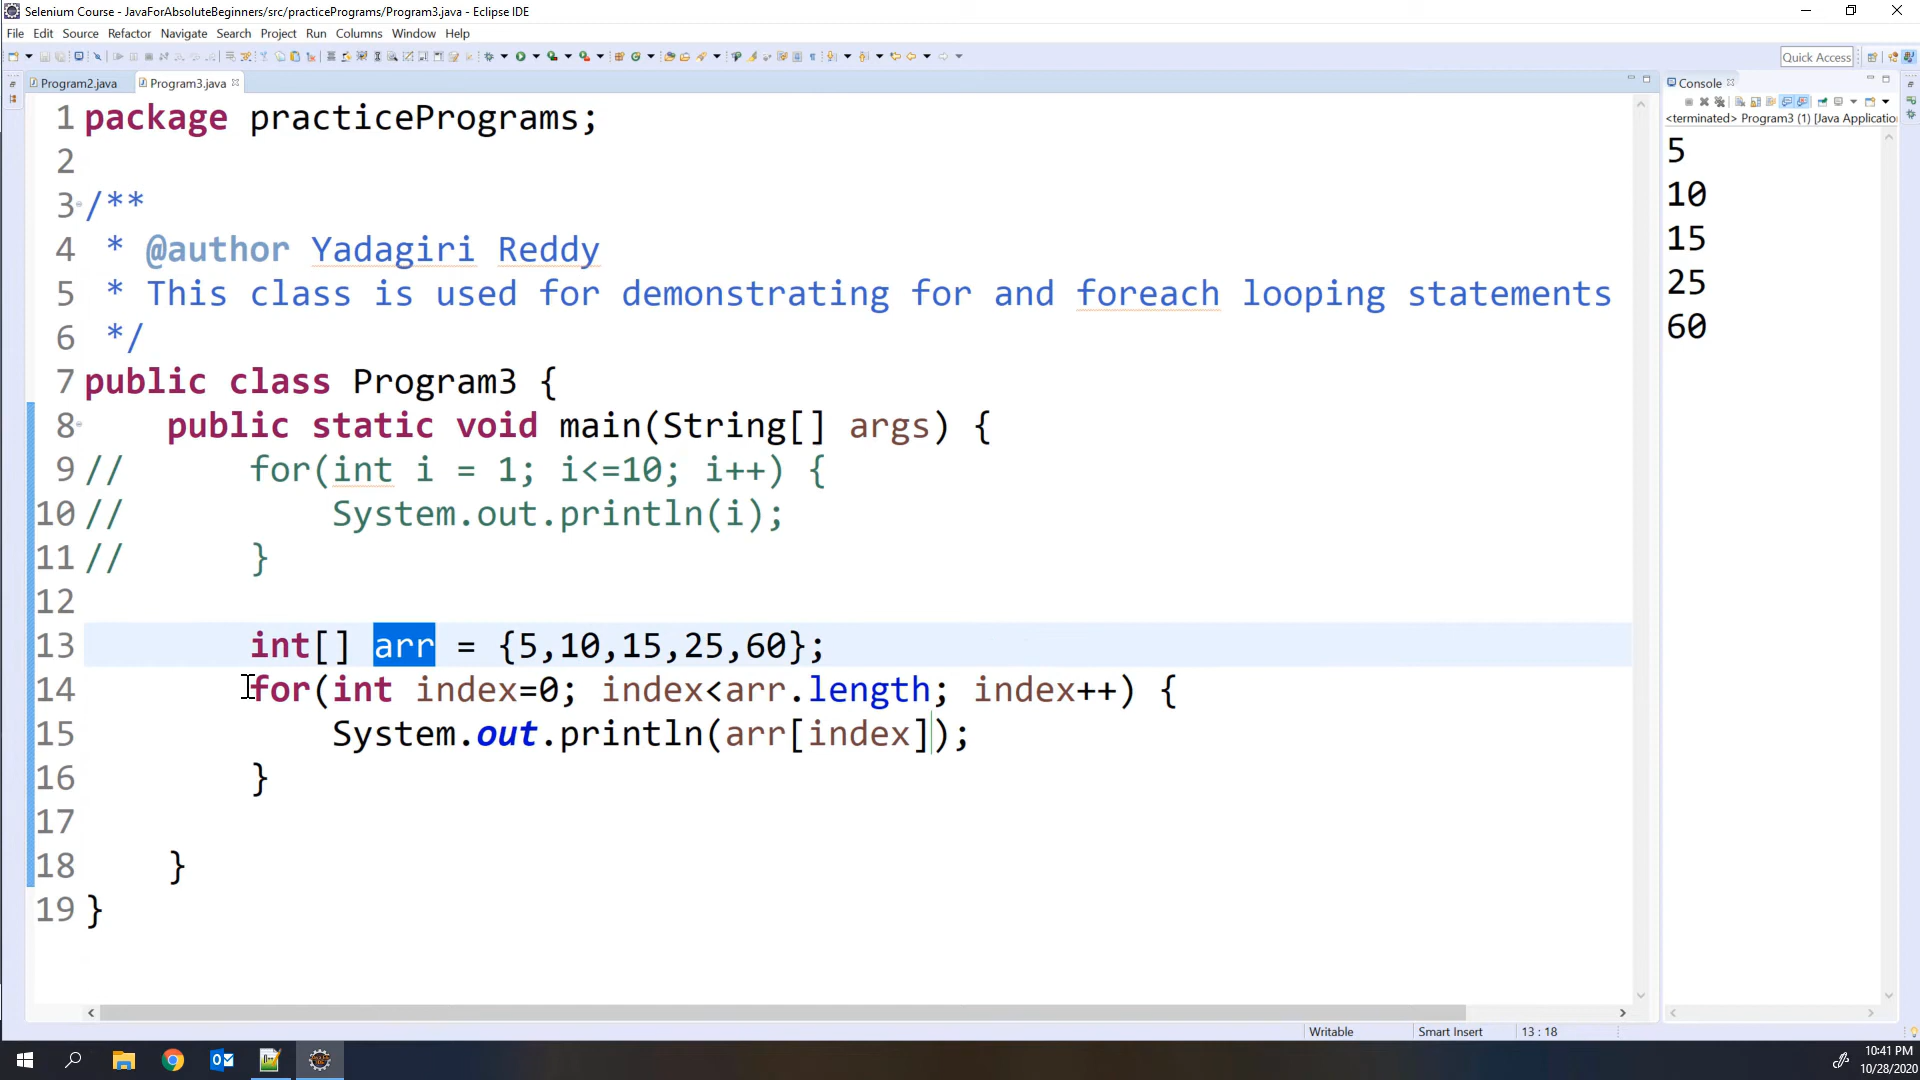 Selenium Course - JavaForAbsoluteBeginners/src/practicePrograms/Program3.java - Eclipse IDE
File Edit Source Refactor Navigate Search Project Run Columns Window Help
Quick Access
Program2.java Program3.java
1 package practicePrograms;
2
3 /**
4 * @author Yadagiri Reddy
5 * This class is used for demonstrating for and foreach looping statements
6 */
7 public class Program3 {
8 public static void main(String[] args) {
9 // for(int i = 1; i<=10; i++) {
10 // System.out.println(i);
11 // }
12
13 int[] arr = {5,10,15,25,60};
14 for(int index=0; index<arr.length; index++) {
15 System.out.println(arr[index]);
16 }
17
18 }
19 }
Console
<terminated> Program3 (1) [Java Applicatio
5
10
15
25
60
Writable Smart Insert 13 : 18
10:41 PM
10/28/2020